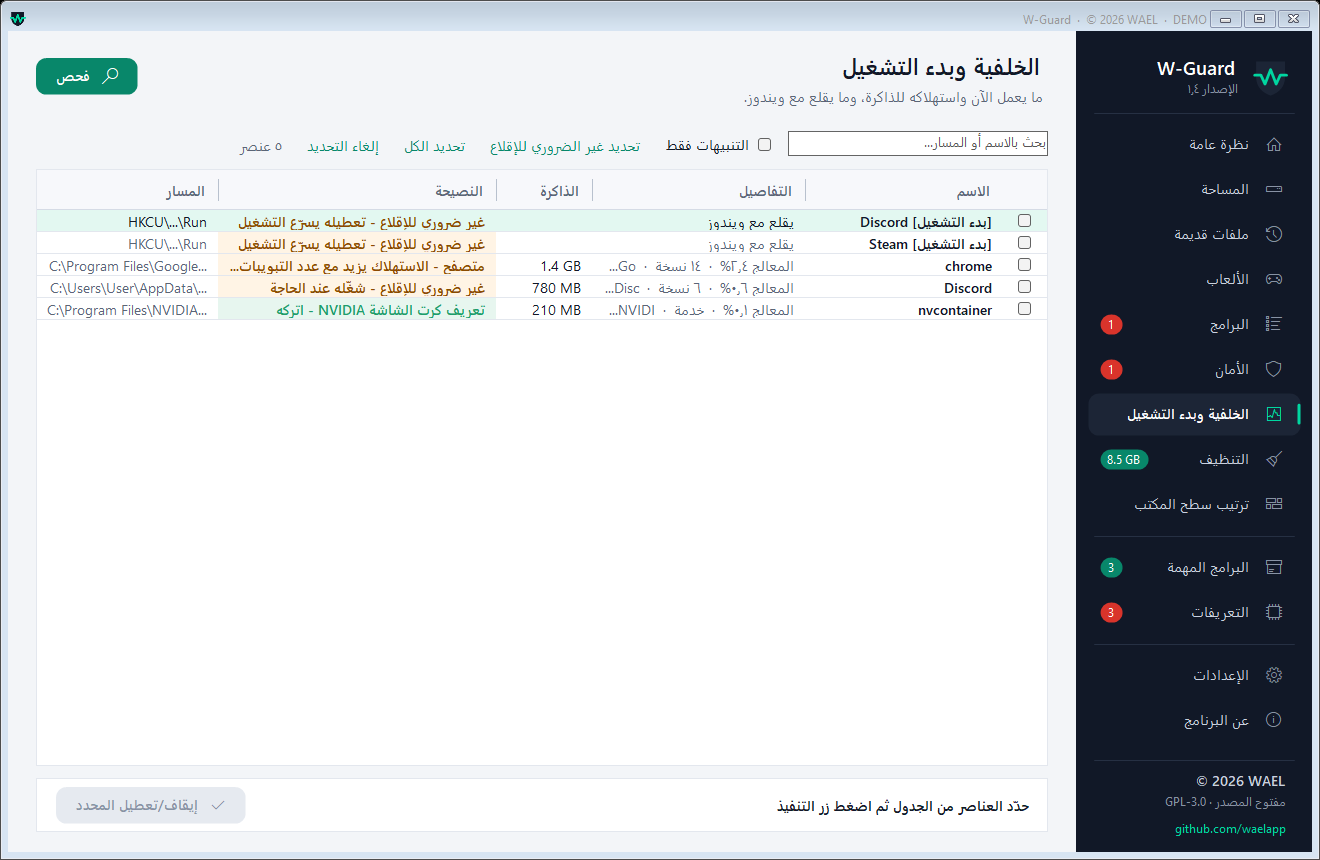 W-Guard · © 2026 WAEL · DEMO
W-Guard
الإصدار ١٫٤
نظرة عامة
المساحة
ملفات قديمة
الألعاب
البرامج 1
الأمان 1
الخلفية وبدء التشغيل
التنظيف 8.5 GB
ترتيب سطح المكتب
البرامج المهمة 3
التعريفات 3
الإعدادات
عن البرنامج
© 2026 WAEL
مفتوح المصدر · GPL-3.0
github.com/waelapp
الخلفية وبدء التشغيل
ما يعمل الآن واستهلاكه للذاكرة، وما يقلع مع ويندوز.
فحص
بحث بالاسم أو المسار... التنبيهات فقط تحديد غير الضروري للإقلاع تحديد الكل إلغاء التحديد ٥ عنصر
الاسم التفاصيل الذاكرة النصيحة المسار
[بدء التشغيل] Discord يقلع مع ويندوز غير ضروري للإقلاع - تعطيله يسرّع التشغيل HKCU\...\Run
[بدء التشغيل] Steam يقلع مع ويندوز غير ضروري للإقلاع - تعطيله يسرّع التشغيل HKCU\...\Run
chrome المعالج ٢٫٤% · ١٤ نسخة · Go... 1.4 GB متصفح - الاستهلاك يزيد مع عدد التبويبات... C:\Program Files\Google...
Discord المعالج ٠٫٦% · ٦ نسخة · Disc... 780 MB غير ضروري للإقلاع - شغّله عند الحاجة C:\Users\User\AppData\...
nvcontainer المعالج ٠٫١% · خدمة · NVIDI... 210 MB تعريف كرت الشاشة NVIDIA - اتركه C:\Program Files\NVIDIA...
حدّد العناصر من الجدول ثم اضغط زر التنفيذ
إيقاف/تعطيل المحدد